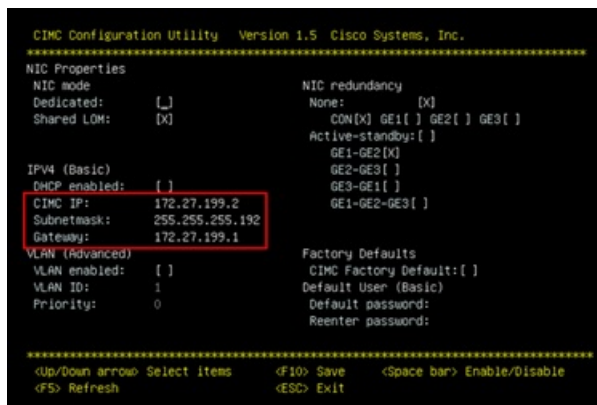 CIMC Configuration Utility Version 1.5 Cisco Systems, Inc.
NIC Properties
NIC mode
Dedicated: [_]
Shared LOM: [X]
NIC redundancy
None: [X]
CON[X] GE1[ ] GE2[ ] GE3[ ]
Active-standby:[ ]
GE1-GE2[X]
GE2-GE3[ ]
GE3-GE1[ ]
GE1-GE2-GE3[ ]
IPV4 (Basic)
DHCP enabled: [ ]
CIMC IP: 172.27.199.2
Subnetmask: 255.255.255.192
Gateway: 172.27.199.1
VLAN (Advanced)
VLAN enabled: [ ]
VLAN ID: 1
Priority: 0
Factory Defaults
CIMC Factory Default:[ ]
Default User (Basic)
Default password:
Reenter password:
<Up/Down arrow> Select items <F10> Save <Space bar> Enable/Disable
<F5> Refresh <ESC> Exit